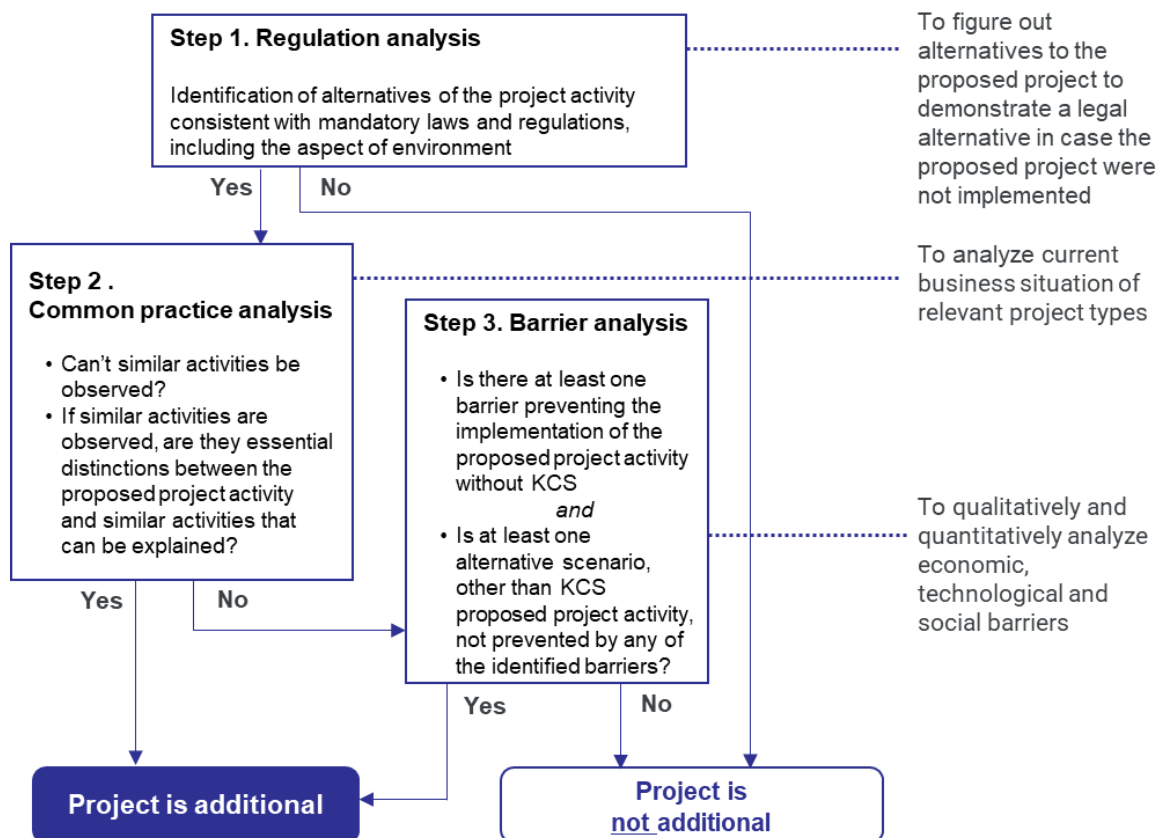 Step 1. Regulation analysis
Identification of alternatives of the project activity
consistent with mandatory laws and regulations,
including the aspect of environment
To figure out
alternatives to the
proposed project to
demonstrate a legal
alternative in case the
proposed project were
not implemented
Yes
No
Step 2 .
Common practice analysis
• Can’t similar activities be
observed?
• If similar activities are
observed, are they essential
distinctions between the
proposed project activity
and similar activities that
can be explained?
To analyze current
business situation of
relevant project types
Step 3. Barrier analysis
• Is there at least one
barrier preventing the
implementation of the
proposed project activity
without KCS
and
• Is at least one
alternative scenario,
other than KCS
proposed project activity,
not prevented by any of
the identified barriers?
To qualitatively and
quantitatively analyze
economic,
technological and
social barriers
Yes
No
Yes
No
Project is additional
Project is
not additional